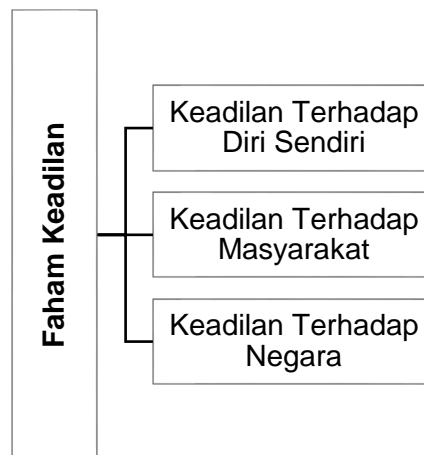 Faham Keadilan
Keadilan Terhadap
Diri Sendiri
Keadilan Terhadap
Masyarakat
Keadilan Terhadap
Negara